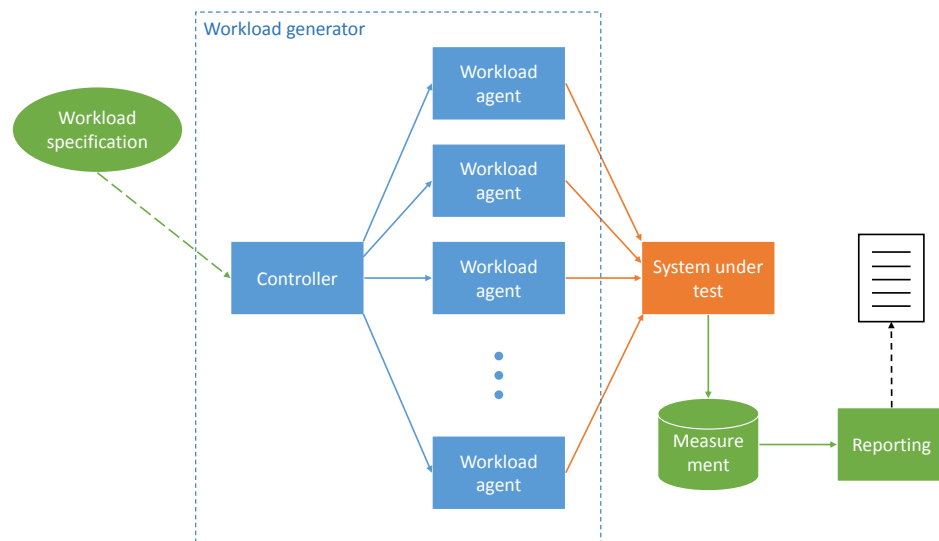 Workload generator
Workload
agent
Workload
specification
Workload
agent
Controller
Workload
agent
System under
test
Workload
agent
Measure
ment
Reporting